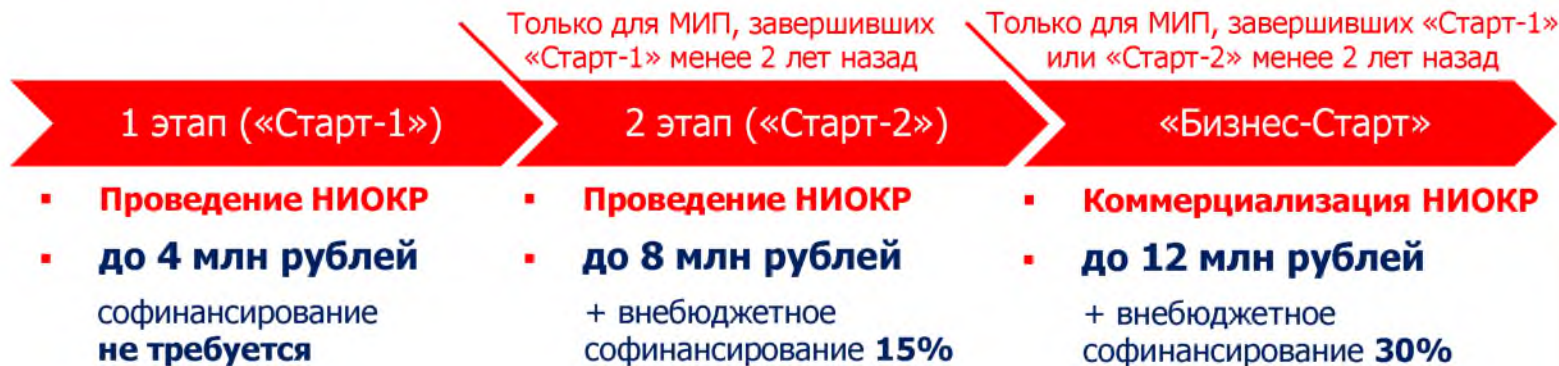 Только для МИП, завершивших
«Старт-1» менее 2 лет назад
Только для МИП, завершивших «Старт-1»
или «Старт-2» менее 2 лет назад
1 этап («Старт-1»)
2 этап («Старт-2»)
«Бизнес-Старт»
▪ Проведение НИОКР
▪ до 4 млн рублей
софинансирование
не требуется
▪ Проведение НИОКР
▪ до 8 млн рублей
+ внебюджетное
софинансирование 15%
▪ Коммерциализация НИОКР
▪ до 12 млн рублей
+ внебюджетное
софинансирование 30%